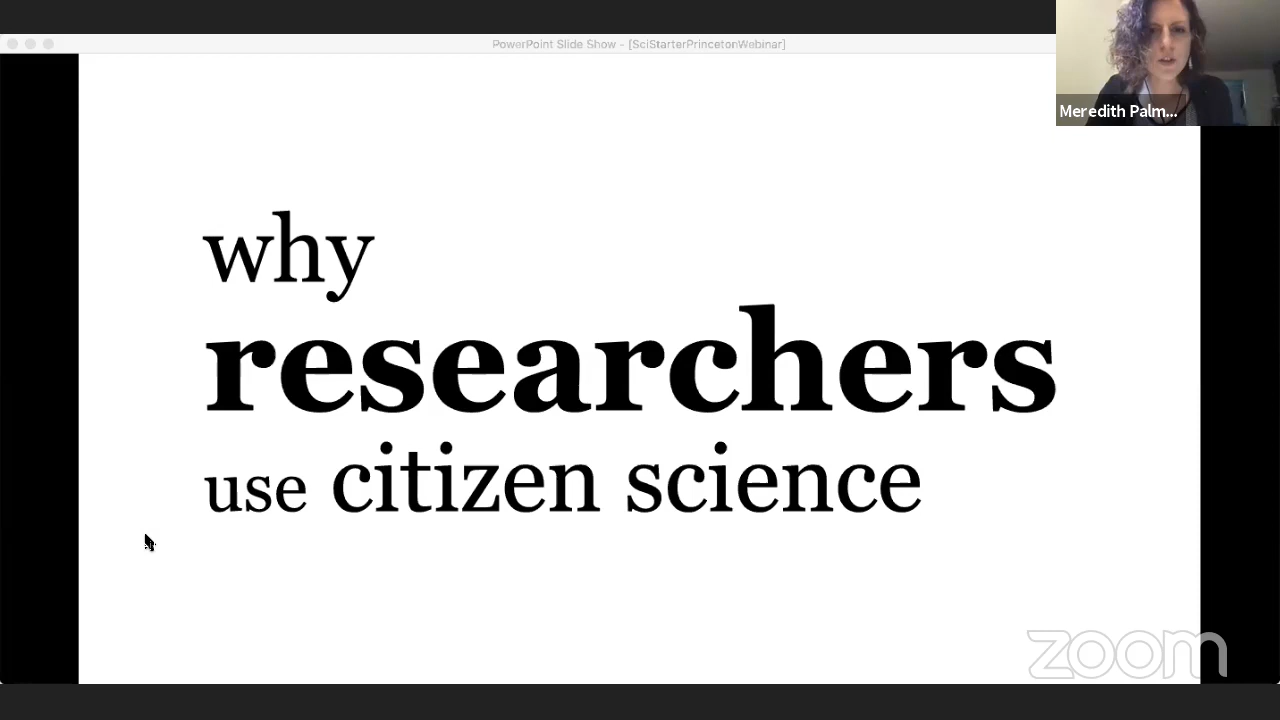 PowerPoint Slide Show - [SciStarterPrincetonWebinar]
Meredith Palm...
why
researchers
use citizen science
zoom